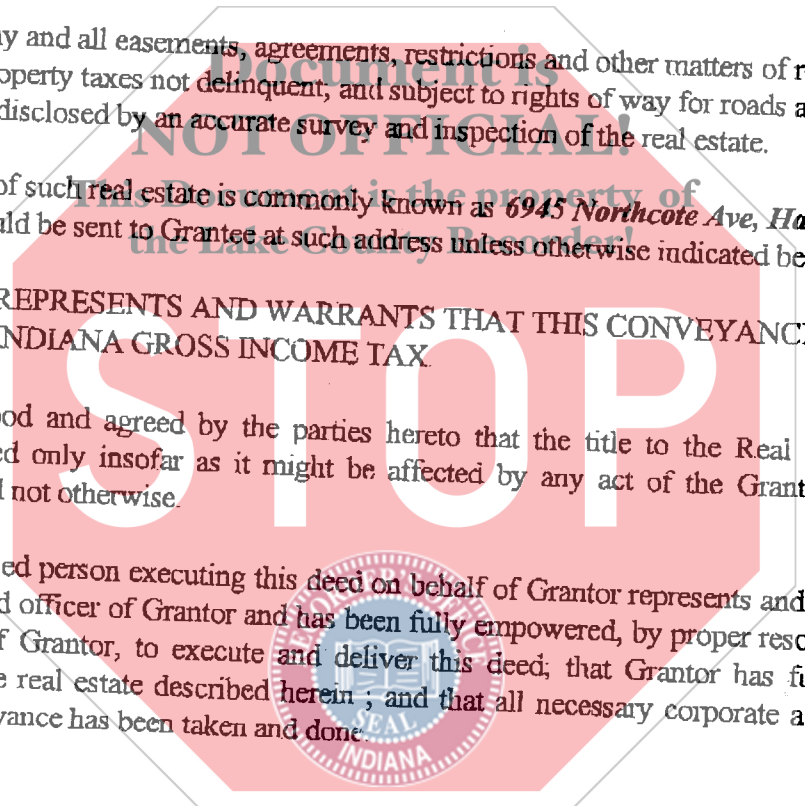 y and all easements, agreements, restrictions and other matters of r
operty taxes not delinquent; and subject to rights of way for roads a
disclosed by an accurate survey and inspection of the real estate.
Document is
NOT OFFICIAL!
This Document is the property of
the Lake County Recorder!
of such real estate is commonly known as 6945 Northcote Ave, Ha
uld be sent to Grantee at such address unless otherwise indicated be
REPRESENTS AND WARRANTS THAT THIS CONVEYANC
NDIANA GROSS INCOME TAX.
STOP
ood and agreed by the parties hereto that the title to the Real
ed only insofar as it might be affected by any act of the Grant
not otherwise.
ed person executing this deed on behalf of Grantor represents and
d officer of Grantor and has been fully empowered, by proper reso
f Grantor, to execute and deliver this deed; that Grantor has fu
e real estate described herein ; and that all necessary corporate a
yance has been taken and done.
SEAL
INDIANA